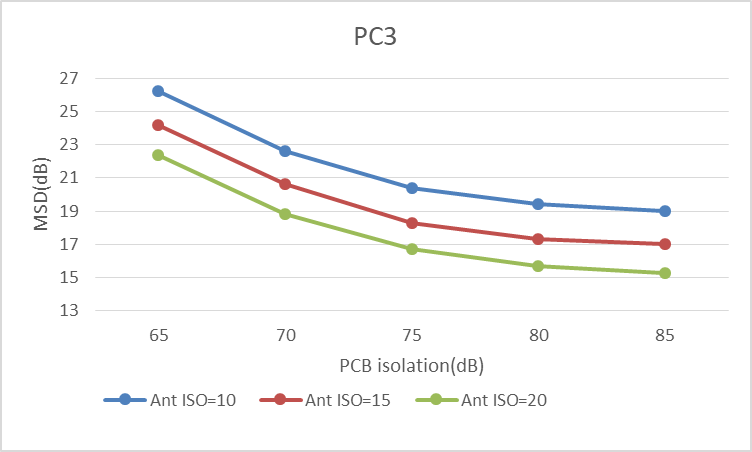 PC3
27
25
23
21
19
17
15
13
MSD(dB)
65 70 75 80 85
PCB isolation(dB)
Ant ISO=10 Ant ISO=15 Ant ISO=20